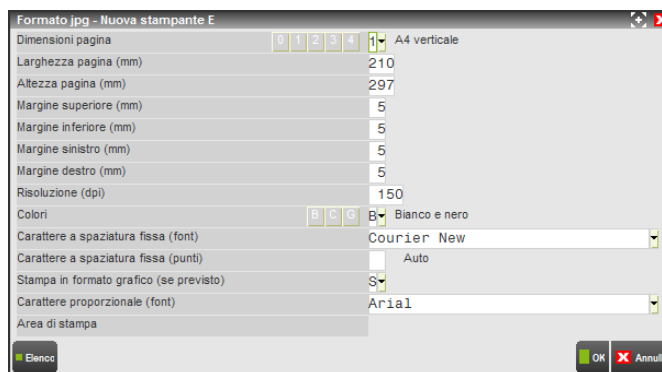 Formato jpg - Nuova stampante E
Dimensioni pagina 0 1 2 3 4 1 A4 verticale
Larghezza pagina (mm) 210
Altezza pagina (mm) 297
Margine superiore (mm) 5
Margine inferiore (mm) 5
Margine sinistro (mm) 5
Margine destro (mm) 5
Risoluzione (dpi) 150
Colori B C G B Bianco e nero
Carattere a spaziatura fissa (font) Courier New
Carattere a spaziatura fissa (punti) Auto
Stampa in formato grafico (se previsto) S
Carattere proporzionale (font) Arial
Area di stampa
Elenco OK Annull